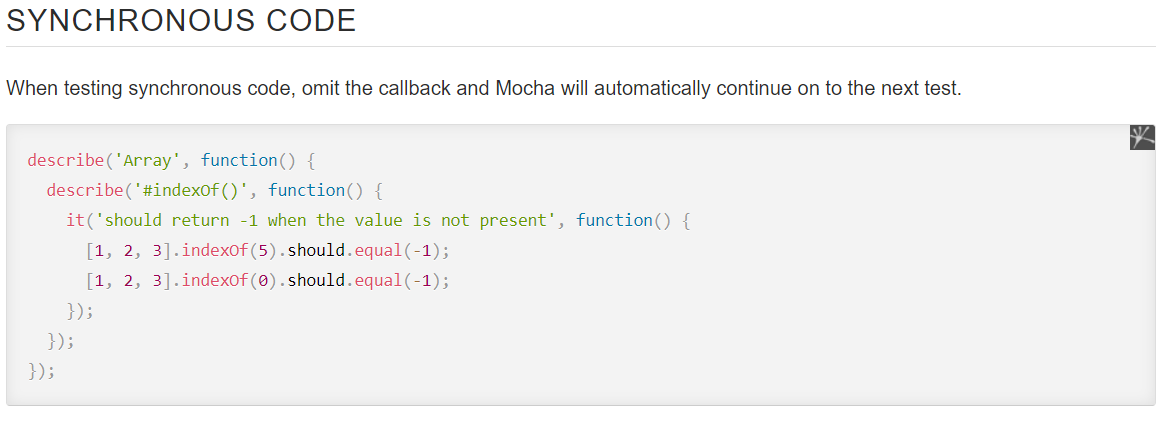 SYNCHRONOUS CODE
When testing synchronous code, omit the callback and Mocha will automatically continue on to the next test.
describe('Array', function() {
  describe('#indexOf()', function() {
    it('should return -1 when the value is not present', function() {
      [1, 2, 3].indexOf(5).should.equal(-1);
      [1, 2, 3].indexOf(0).should.equal(-1);
    });
  });
});